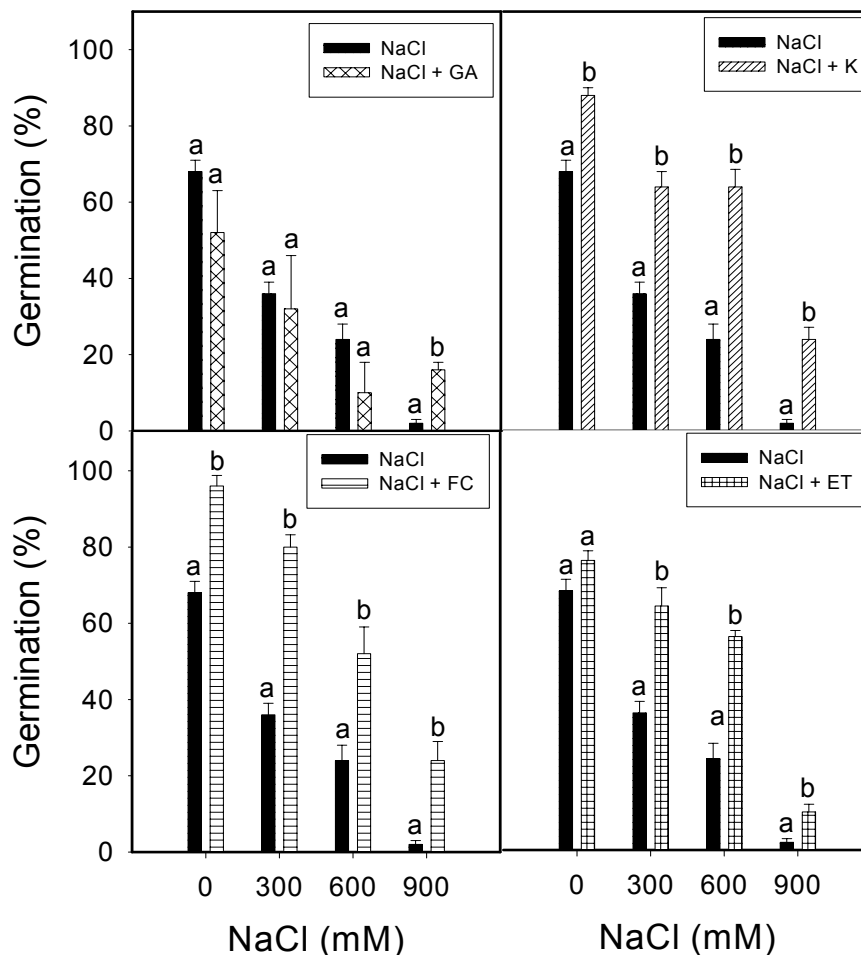 Germination (%)
100
80
60
40
20
0
NaCl
NaCl + GA
a
a
a
a
a
a
a
b
NaCl
NaCl + K
a
b
a
b
a
b
a
b
Germination (%)
100
80
60
40
20
0
NaCl
NaCl + FC
a
b
a
b
a
b
a
b
0 300 600 900
NaCl (mM)
NaCl
NaCl + ET
a
a
a
b
a
b
a
b
0 300 600 900
NaCl (mM)